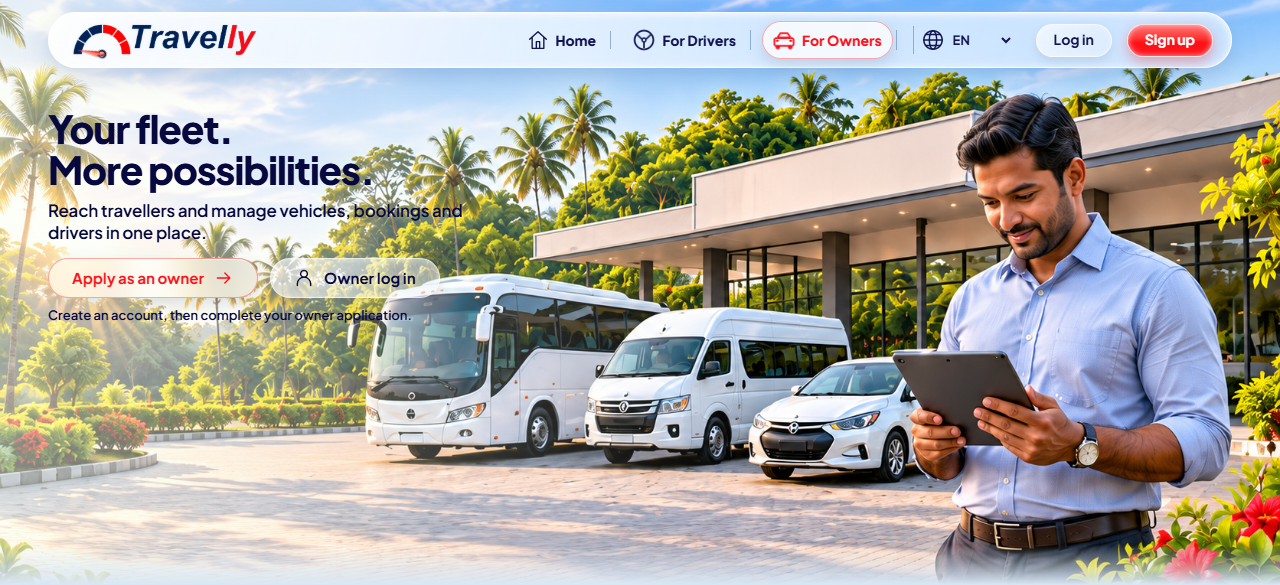 Travelly
Home
For Drivers
For Owners
EN
Log in
Sign up
Your fleet.
More possibilities.
Reach travellers and manage vehicles, bookings and
drivers in one place.
Apply as an owner
Owner log in
Create an account, then complete your owner application.